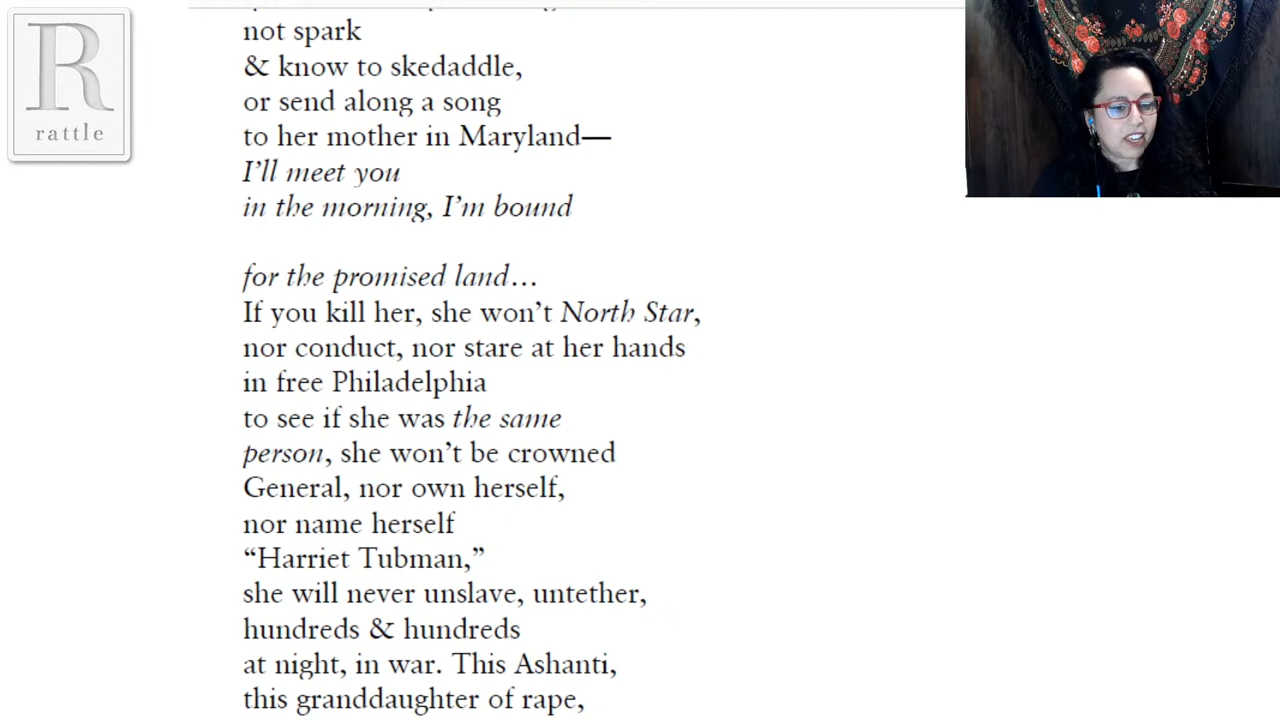 R
rattle
not spark
& know to skedaddle,
or send along a song
to her mother in Maryland—
I’ll meet you
in the morning, I’m bound
for the promised land…
If you kill her, she won’t North Star,
nor conduct, nor stare at her hands
in free Philadelphia
to see if she was the same
person, she won’t be crowned
General, nor own herself,
nor name herself
“Harriet Tubman,”
she will never unslave, untether,
hundreds & hundreds
at night, in war. This Ashanti,
this granddaughter of rape,